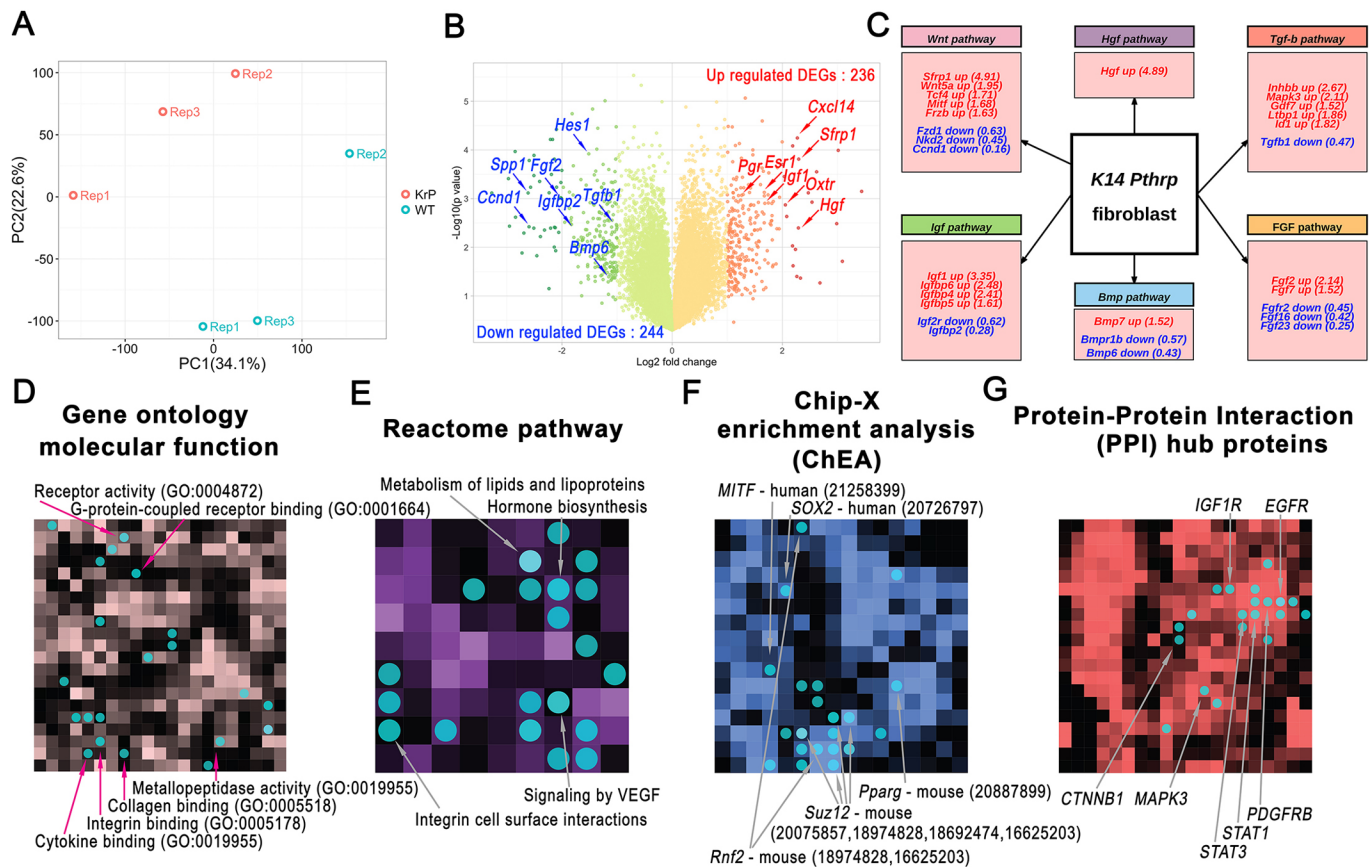 A
100
50
0
-50
-100
PC2(22.6%)
Rep2
Rep3
Rep1
Rep2
Rep1
Rep3
-100
0
100
PC1(34.1%)
KrP
WT
B
Up regulated DEGs : 236
Down regulated DEGs : 244
-Log10(p value)
5
4
3
2
1
-2
0
2
Log2 fold change
Hes1
Spp1
Fgf2
Ccnd1
Igfbp2
Tgfb1
Bmp6
Cxcl14
Sfrp1
Pgr
Esr1
Igf1
Oxtr
Hgf
C
Wnt pathway
Sfrp1 up (4.91)
Wnt5a up (1.95)
Tcf4 up (1.71)
Mitf up (1.68)
Frzb up (1.63)
Fzd1 down (0.63)
Nkd2 down (0.45)
Ccnd1 down (0.16)
Hgf pathway
Hgf up (4.89)
Tgf-b pathway
Inhbb up (2.67)
Mapk3 up (2.11)
Gdf7 up (1.52)
Ltbp1 up (1.86)
Id1 up (1.82)
Tgfb1 down (0.47)
K14 Pthrp
fibroblast
Igf pathway
Igf1 up (3.35)
Igfbp6 up (2.48)
Igfbp4 up (2.41)
Igfbp5 up (1.61)
Igf2r down (0.62)
Igfbp2 down (0.28)
Bmp pathway
Bmp7 up (1.52)
Bmpr1b down (0.57)
Bmp6 down (0.43)
FGF pathway
Fgf2 up (2.14)
Fgf7 up (1.52)
Fgfr2 down (0.45)
Fgf16 down (0.42)
Fgf23 down (0.25)
D
Gene ontology
molecular function
Receptor activity (GO:0004872)
G-protein-coupled receptor binding (GO:0001664)
Metallopeptidase activity (GO:0019955)
Collagen binding (GO:0005518)
Integrin binding (GO:0005178)
Cytokine binding (GO:0019955)
E
Reactome pathway
Metabolism of lipids and lipoproteins
Hormone biosynthesis
Signaling by VEGF
Integrin cell surface interactions
F
Chip-X
enrichment analysis
(ChEA)
MITF - human (21258399)
SOX2 - human (20726797)
Pparg - mouse (20887899)
Suz12 - mouse
(20075857,18974828,18692474,16625203)
Rnf2 - mouse (18974828,16625203)
G
Protein-Protein Interaction
(PPI) hub proteins
IGF1R
EGFR
CTNNB1
MAPK3
PDGFRB
STAT1
STAT3